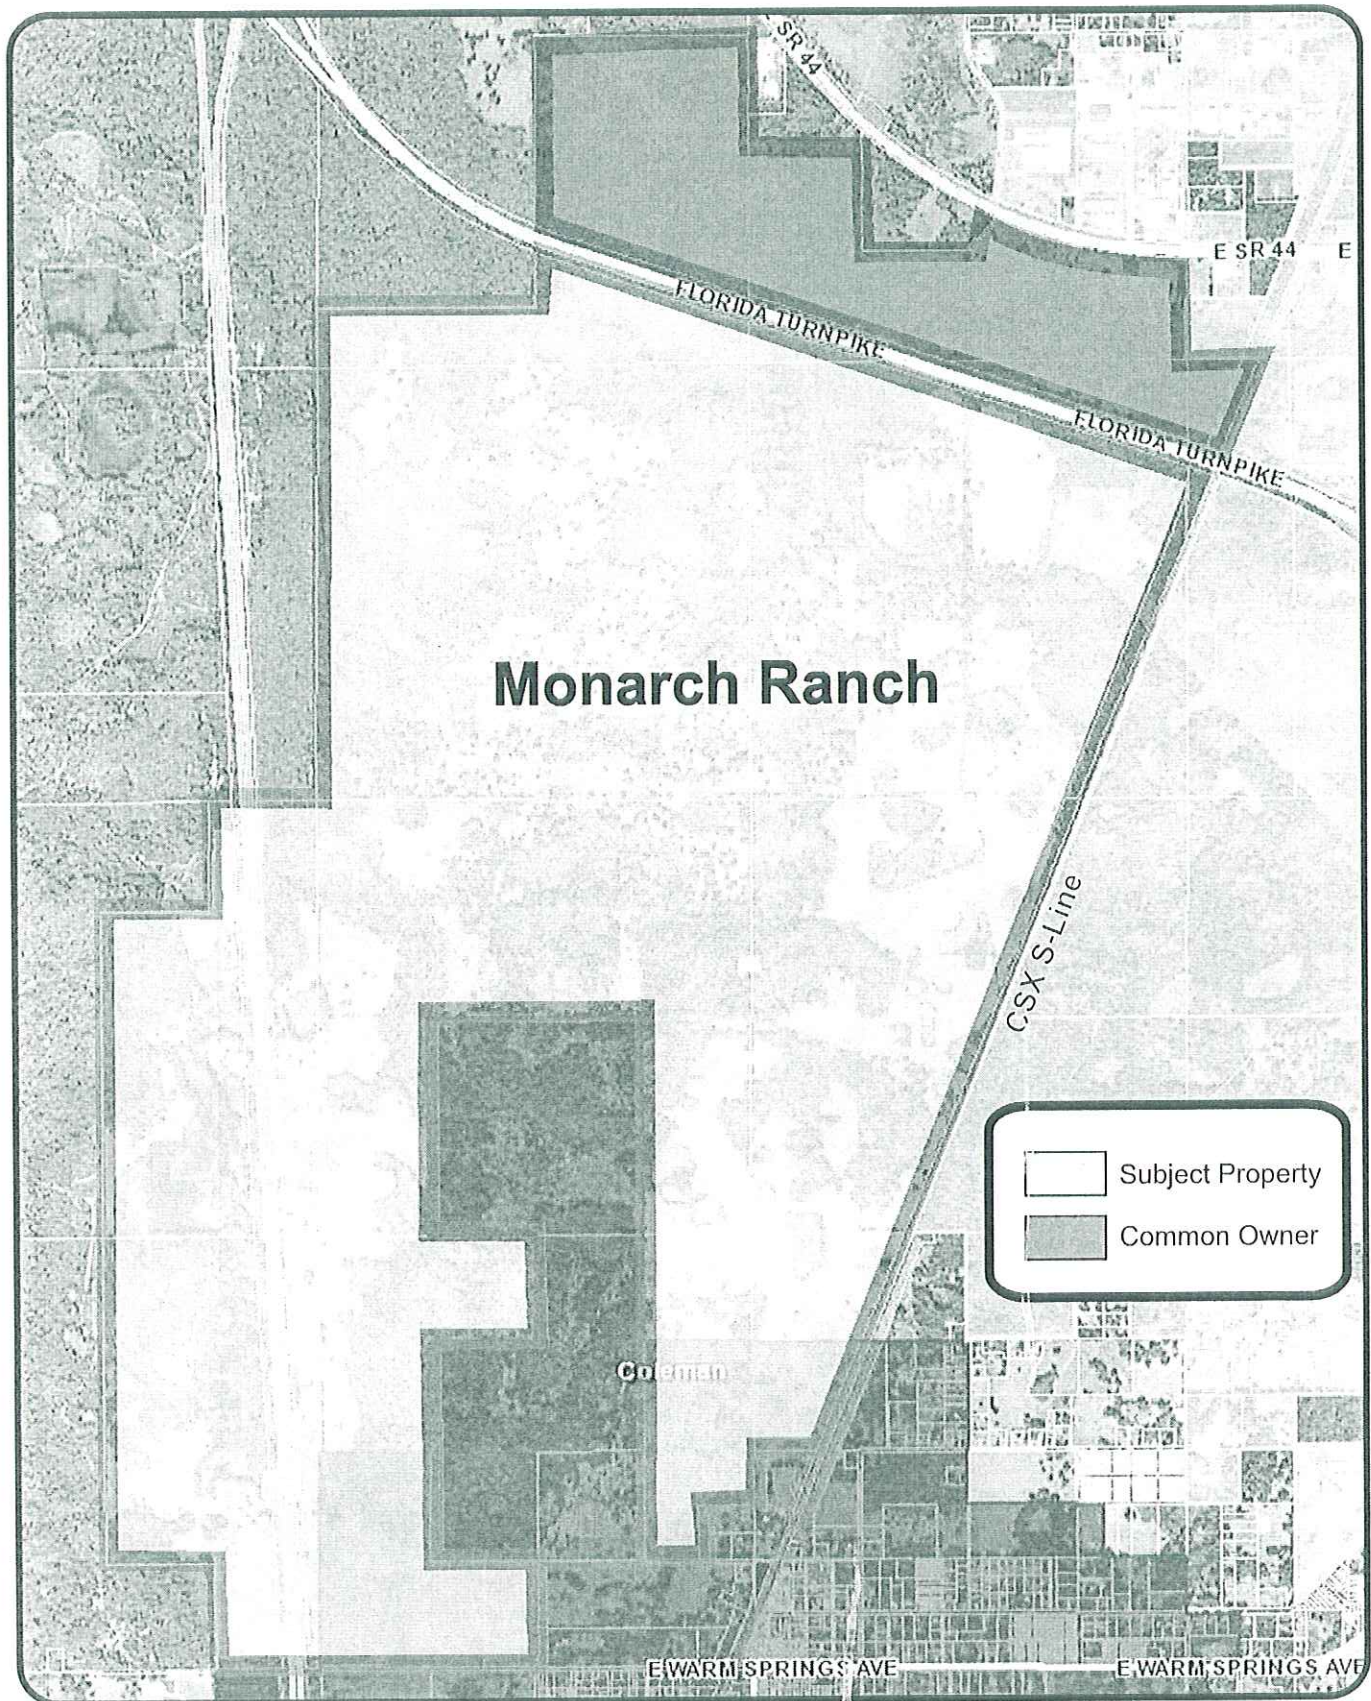 SR 44
E SR 44
E
FLORIDA TURNPIKE
FLORIDA TURNPIKE
Monarch Ranch
CSX S-Line
Subject Property
Common Owner
Coleman
E WARM SPRINGS AVE
E WARM SPRINGS AVE